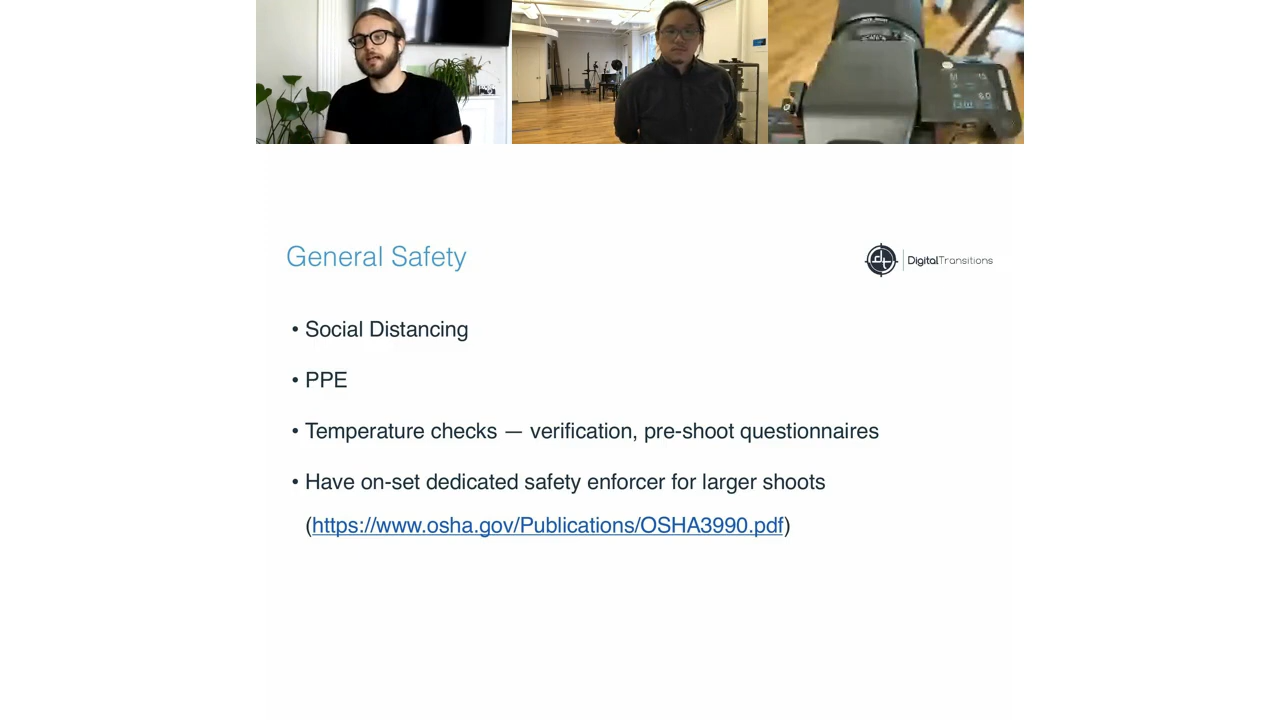 General Safety
DigitalTransitions
• Social Distancing
• PPE
• Temperature checks — verification, pre-shoot questionnaires
• Have on-set dedicated safety enforcer for larger shoots
(https://www.osha.gov/Publications/OSHA3990.pdf)